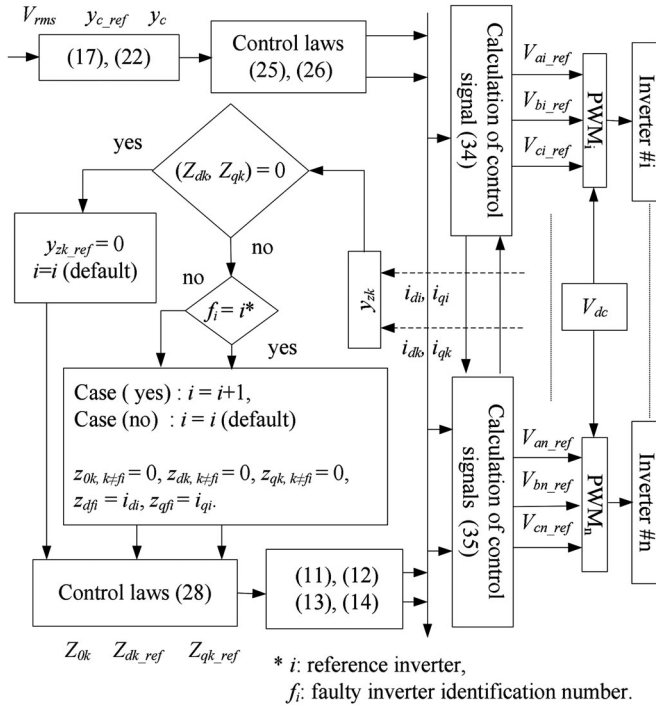 V_rms y_c_ref y_c
(17), (22)
Control laws
(25), (26)
Calculation of control
signal (34)
V_ai_ref
V_bi_ref
V_ci_ref
PWM_i
Inverter #i
yes
(Z_dk, Z_qk) = 0
no
y_zk_ref = 0
i=i (default)
no
f_i = i*
yes
y_zk
i_di, i_qi
i_dk, i_qk
V_dc
Case ( yes) : i = i+1,
Case (no) : i = i (default)
z_0k, k≠fi = 0, z_dk, k≠fi = 0, z_qk, k≠fi = 0,
z_dfi = i_di, z_qfi = i_qi.
Calculation of control
signals (35)
V_an_ref
V_bn_ref
V_cn_ref
PWM_n
Inverter #n
Control laws (28)
(11), (12)
(13), (14)
Z_0k Z_dk_ref Z_qk_ref
* i: reference inverter,
f_i: faulty inverter identification number.